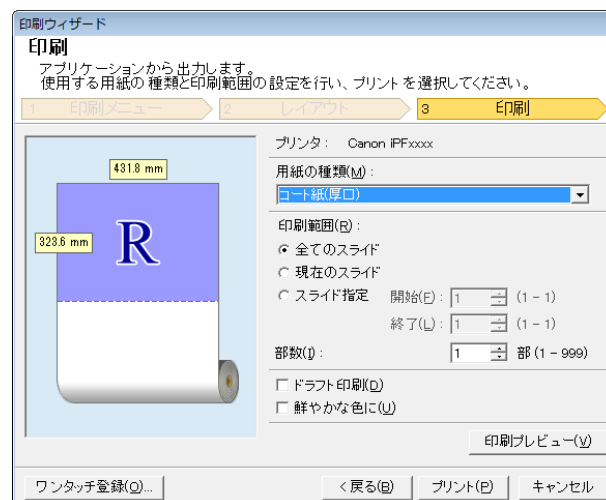 印刷ウィザード
印刷
アプリケーションから出力します。
使用する用紙の種類と印刷範囲の設定を行い、プリントを選択してください。
1 印刷メニュー 2 レイアウト 3 印刷
プリンタ： Canon iPFxxxx
用紙の種類(M)：
コート紙(厚口)
431.8 mm
323.6 mm
R
印刷範囲(R)：
全てのスライド
現在のスライド
スライド指定 開始(F)： 1 (1 - 1)
終了(L)： 1 (1 - 1)
部数(I)： 1 部 (1 - 999)
ドラフト印刷(D)
鮮やかな色に(U)
印刷プレビュー(V)
ワンタッチ登録(O)... < 戻る(B) プリント(P) キャンセル